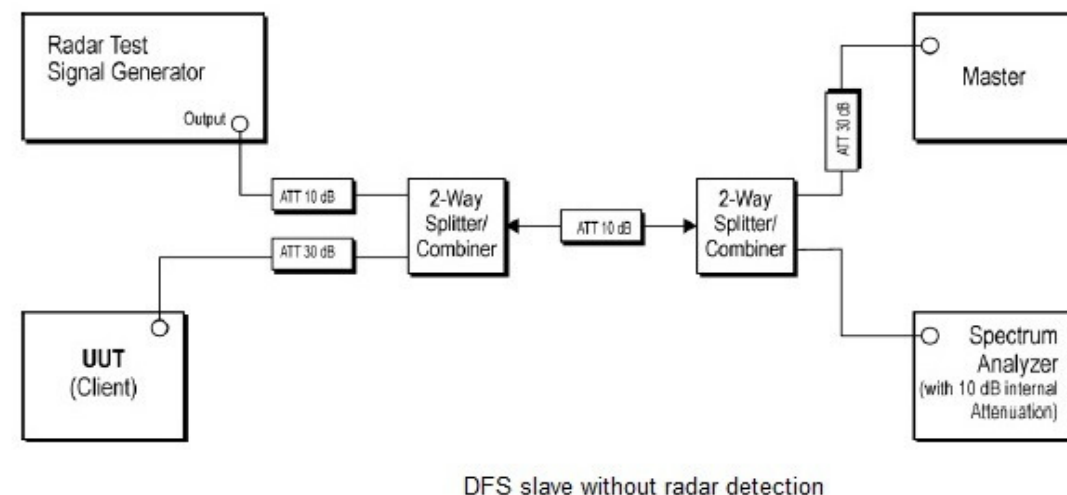 Radar Test
Signal Generator
Output
Master
ATT 30 dB
ATT 10 dB
2-Way
Splitter/
Combiner
ATT 10 dB
2-Way
Splitter/
Combiner
ATT 30 dB
UUT
(Client)
Spectrum
Analyzer
(with 10 dB internal
Attenuation)
DFS slave without radar detection